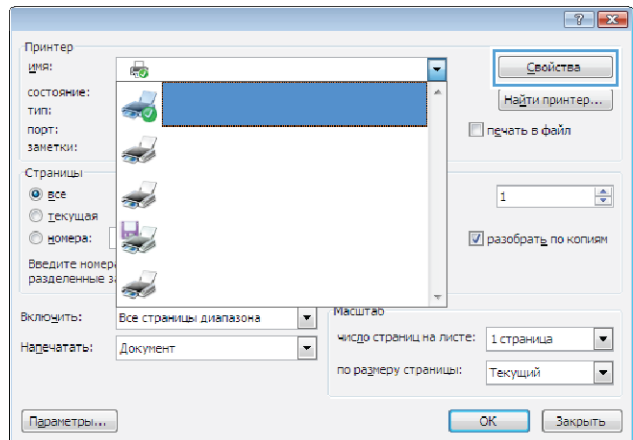 Принтер
имя:
Свойства
состояние:
Найти принтер...
тип:
порт:
печать в файл
заметки:
Страницы
все
1
текущая
номера:
разобрать по копиям
Введите
разделенные
Включить:
Все страницы диапазона
Масштаб
число страниц на листе:
1 страница
Напечатать:
Документ
по размеру страницы:
Текущий
Параметры...
OK
Закрыть